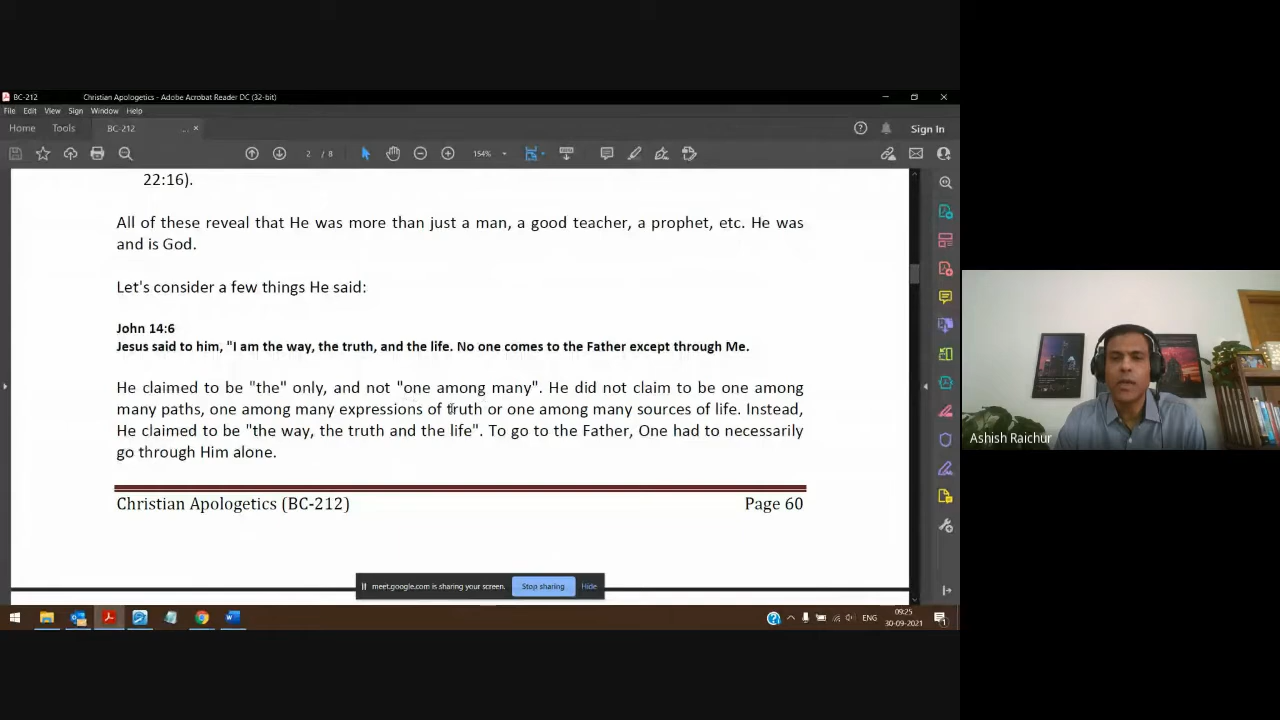 BC-212 Christian Apologetics - Adobe Acrobat Reader DC (32-bit)
File Edit View Sign Window Help
Home Tools BC-212 ... × Sign In
2 / 8 154%
22:16).
All of these reveal that He was more than just a man, a good teacher, a prophet, etc. He was
and is God.
Let's consider a few things He said:
John 14:6
Jesus said to him, "I am the way, the truth, and the life. No one comes to the Father except through Me.
He claimed to be "the" only, and not "one among many". He did not claim to be one among
many paths, one among many expressions of truth or one among many sources of life. Instead,
He claimed to be "the way, the truth and the life". To go to the Father, One had to necessarily
go through Him alone.
Christian Apologetics (BC-212) Page 60
meet.google.com is sharing your screen. Stop sharing Hide
ENG 09:25
30-09-2021
Ashish Raichur